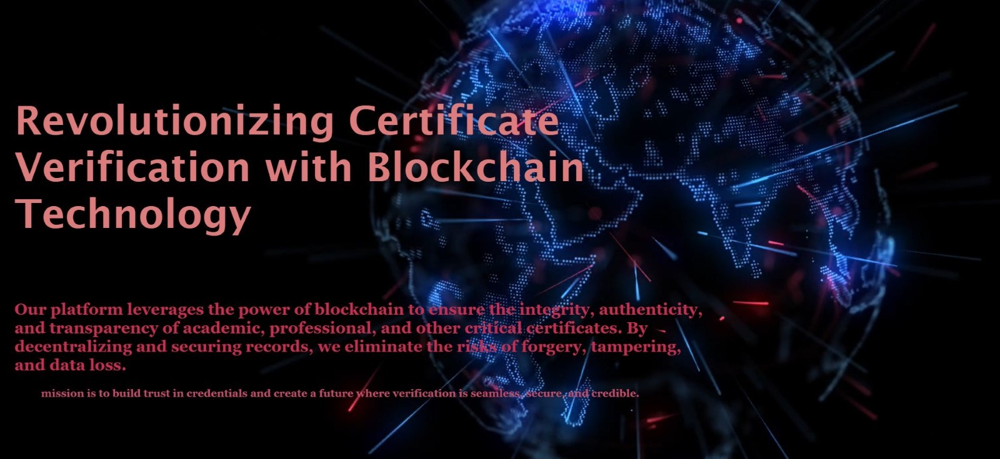 Revolutionizing Certificate
Verification with Blockchain
Technology
Our platform leverages the power of blockchain to ensure the integrity, authenticity,
and transparency of academic, professional, and other critical certificates. By
decentralizing and securing records, we eliminate the risks of forgery, tampering,
and data loss.
mission is to build trust in credentials and create a future where verification is seamless, secure, and credible.